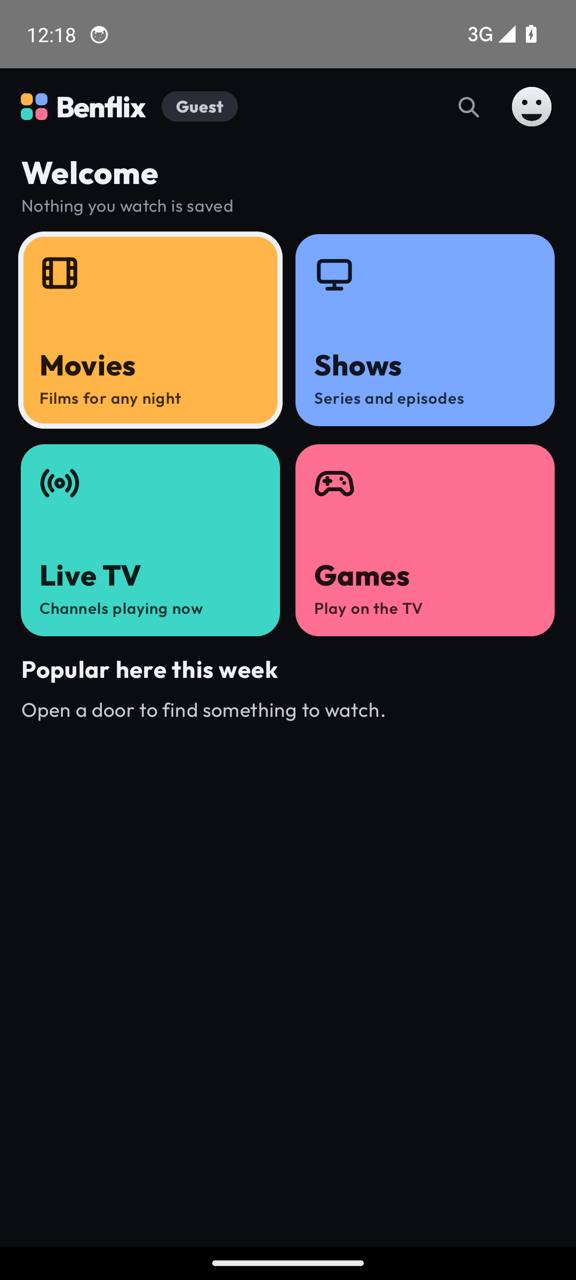 12:18
3G
Benflix
Guest
Welcome
Nothing you watch is saved
Movies
Films for any night
Shows
Series and episodes
Live TV
Channels playing now
Games
Play on the TV
Popular here this week
Open a door to find something to watch.